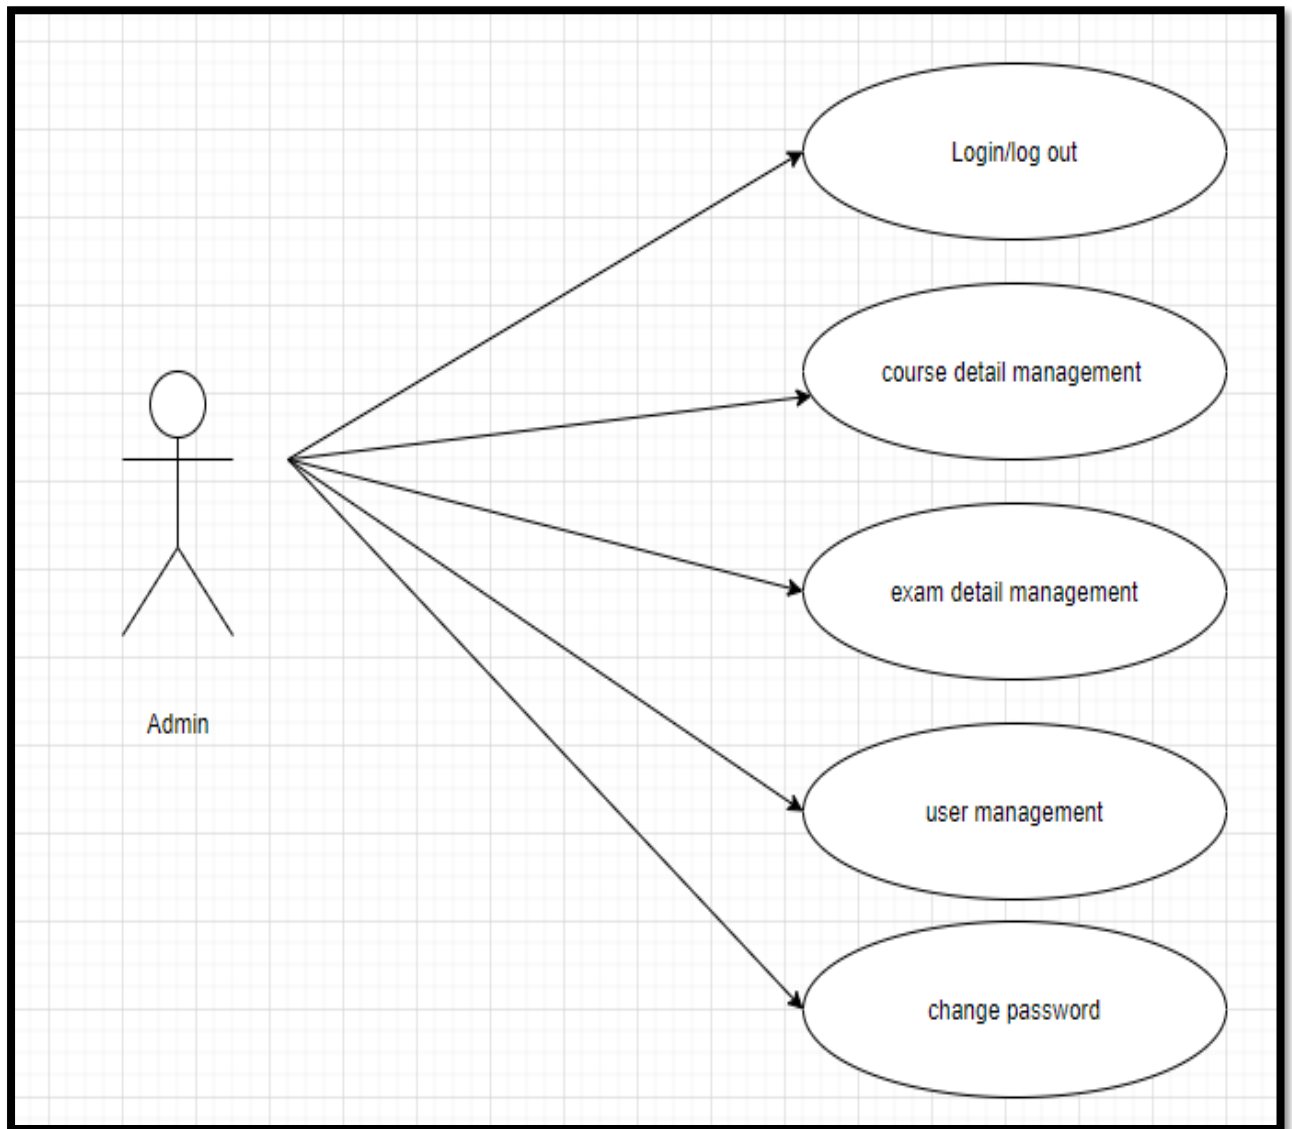 Login/log out
course detail management
exam detail management
Admin
user management
change password